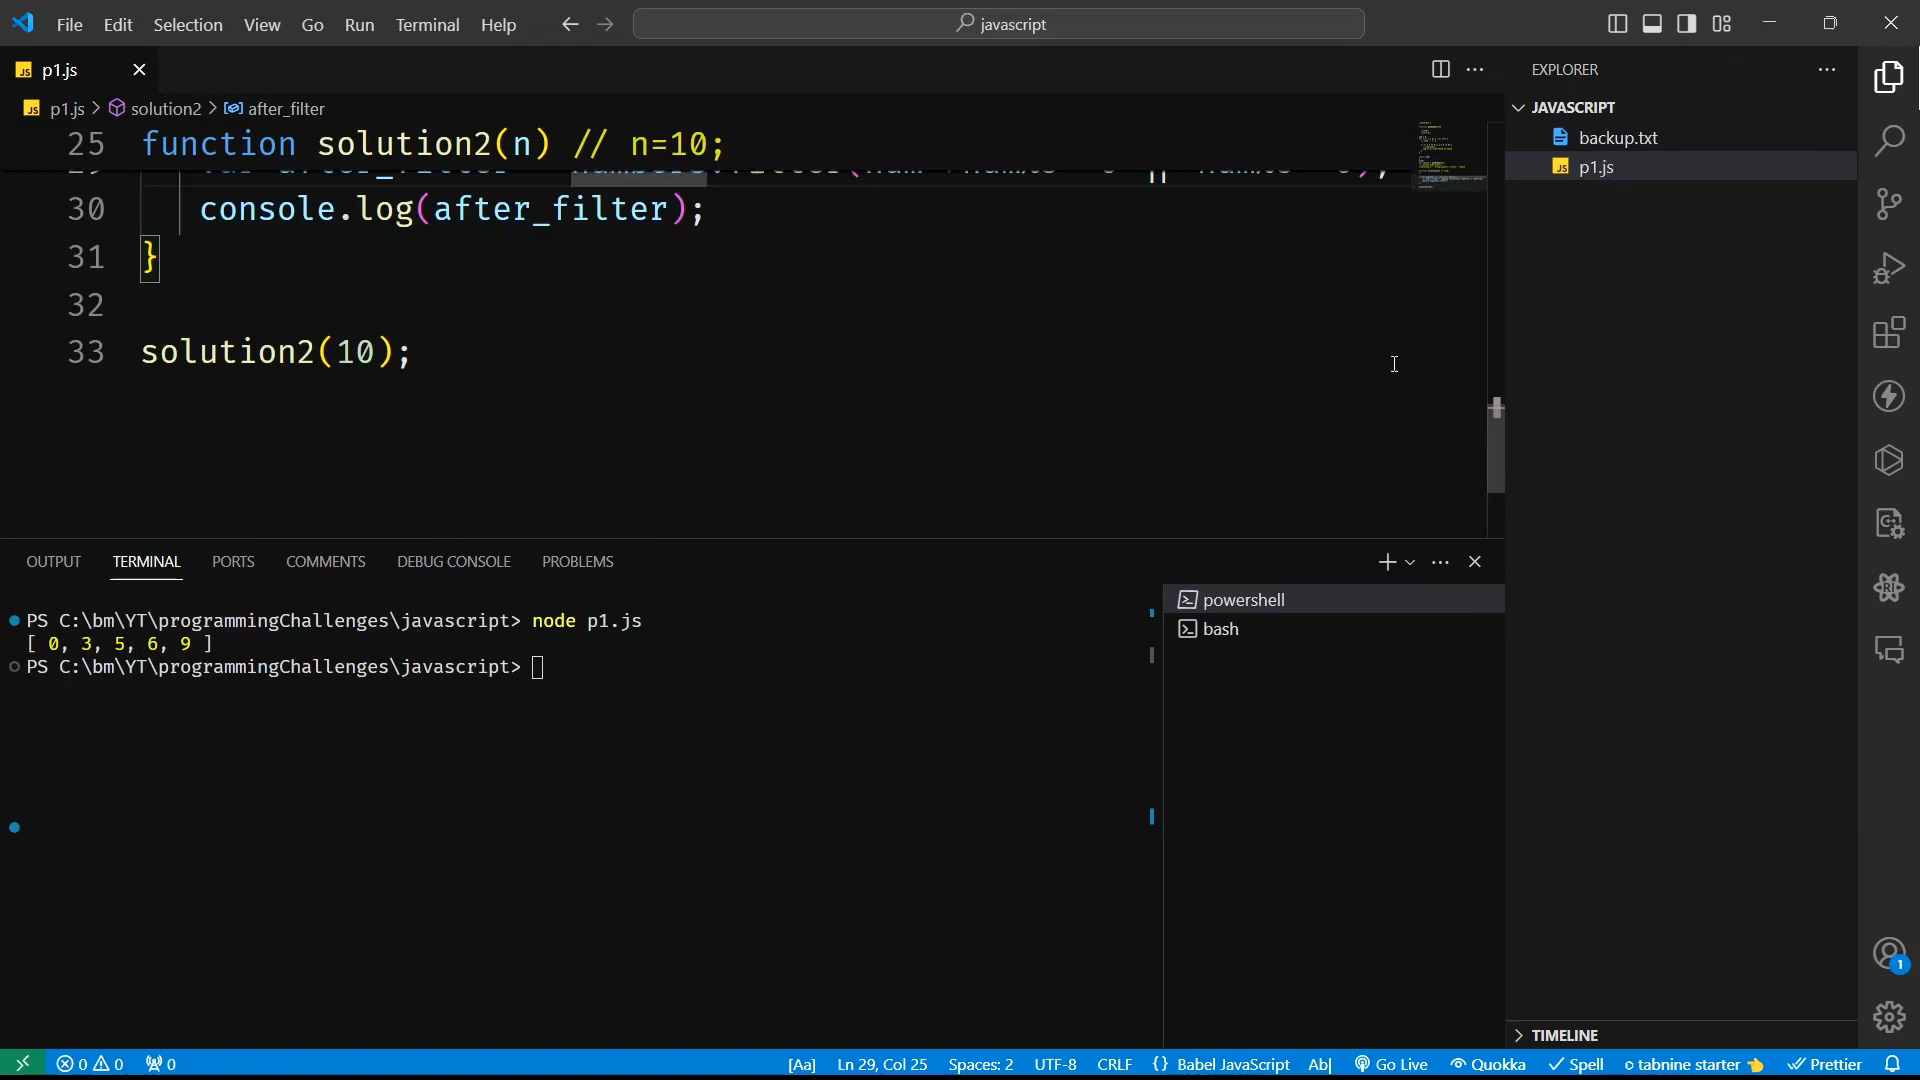 File Edit Selection View Go Run Terminal Help
javascript
p1.js
EXPLORER
p1.js > solution2 > after_filter
JAVASCRIPT
backup.txt
p1.js
25 function solution2(n) // n=10;
30 console.log(after_filter);
31 }
32
33 solution2(10);
OUTPUT TERMINAL PORTS COMMENTS DEBUG CONSOLE PROBLEMS
PS C:\bm\YT\programmingChallenges\javascript> node p1.js
[ 0, 3, 5, 6, 9 ]
PS C:\bm\YT\programmingChallenges\javascript>
powershell
bash
1
TIMELINE
0 0 0 [Aa] Ln 29, Col 25 Spaces: 2 UTF-8 CRLF {} Babel JavaScript Ab| Go Live Quokka Spell tabnine starter Prettier